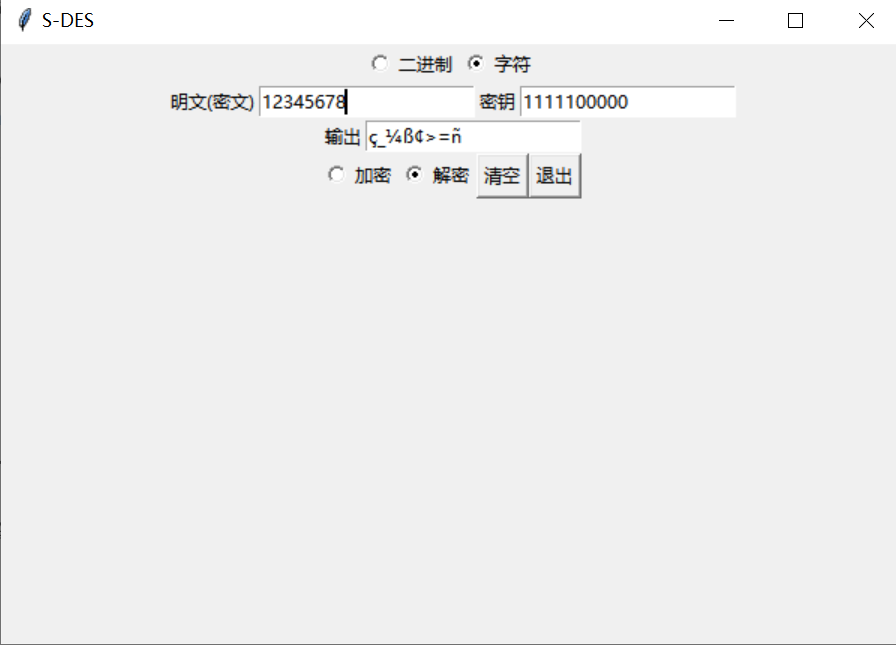 S-DES
二进制 字符
明文(密文) 12345678 密钥 1111100000
输出 ç_¼ß¢>=ñ
加密 解密 清空 退出